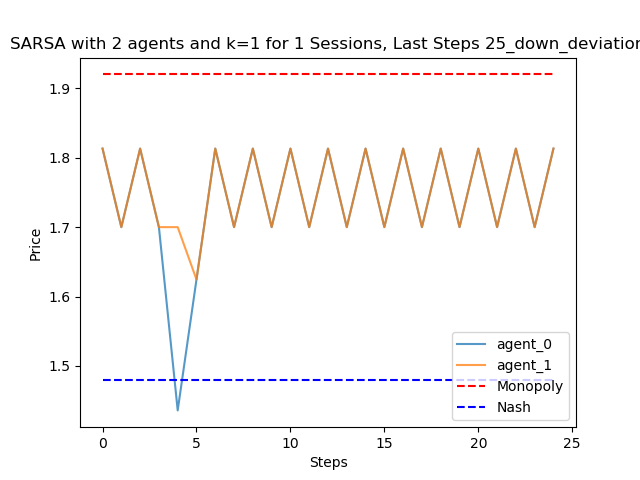 SARSA with 2 agents and k=1 for 1 Sessions, Last Steps 25_down_deviation
1.9
1.8
1.7
1.6
1.5
Price
0
5
10
15
20
25
Steps
agent_0
agent_1
Monopoly
Nash